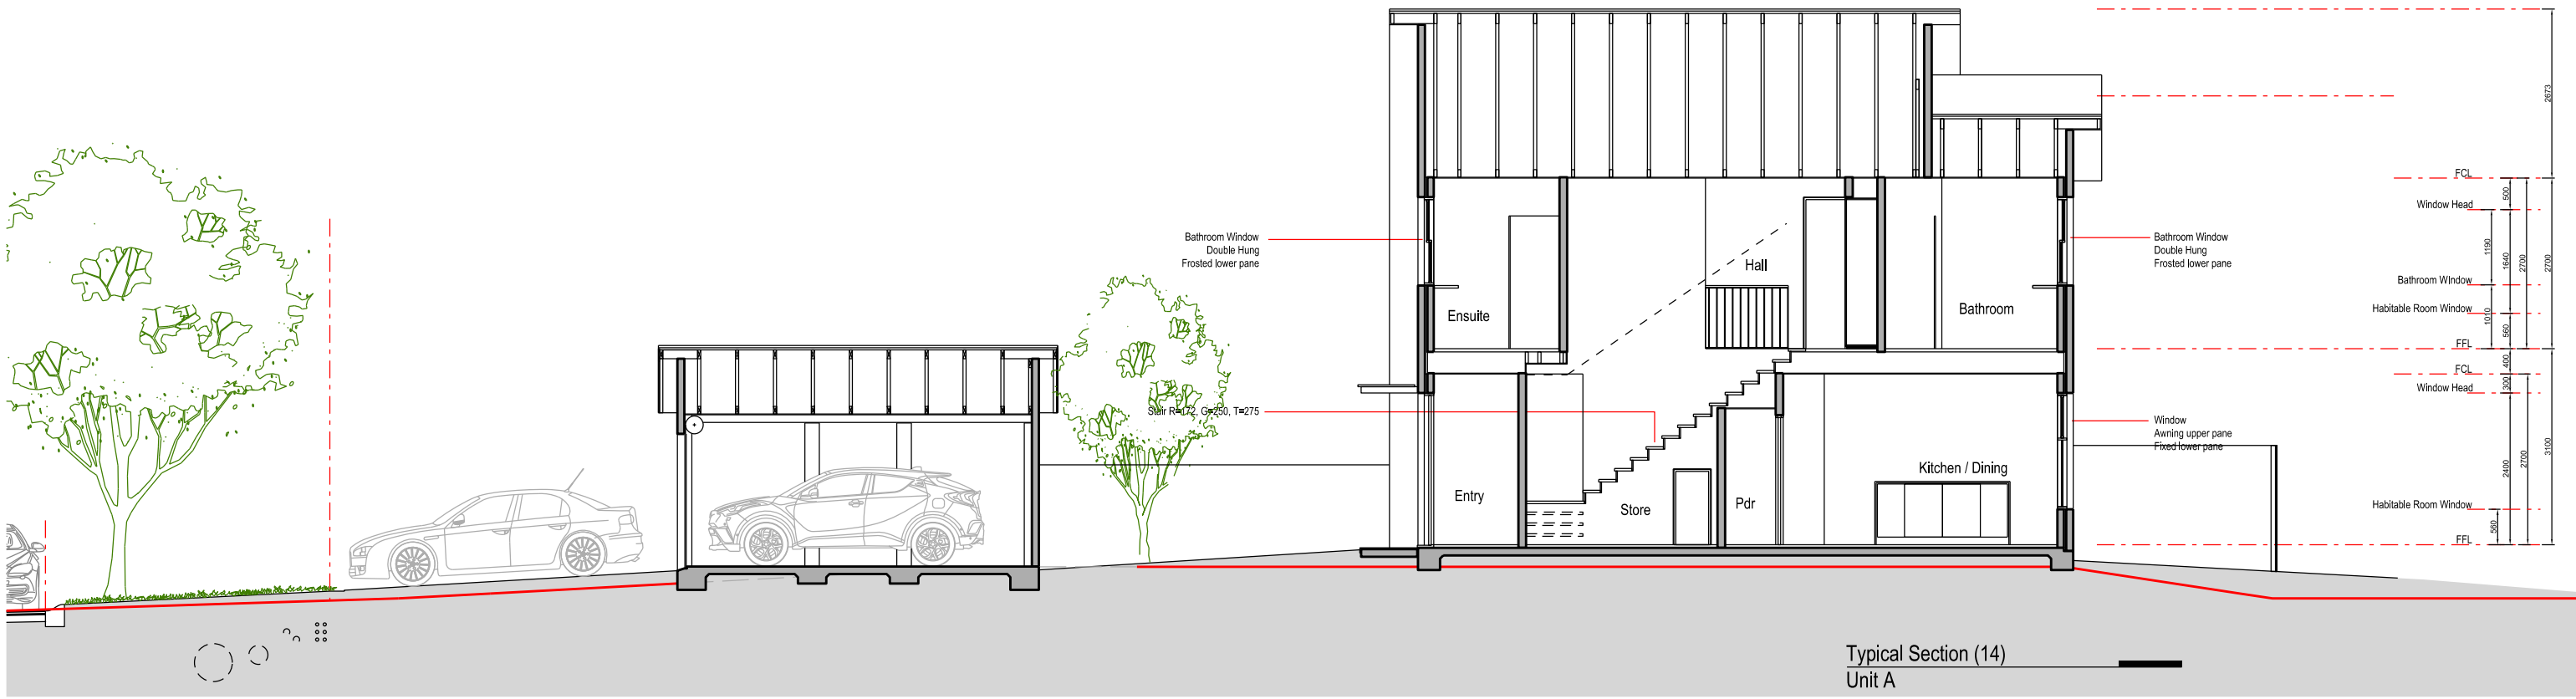 Bathroom Window
Double Hung
Frosted lower pane
Stair R=172, G=250, T=275
Ensuite
Hall
Bathroom
Entry
Store
Pdr
Kitchen / Dining
Bathroom Window
Double Hung
Frosted lower pane
Window
Awning upper pane
Fixed lower pane
FCL
Window Head
Bathroom WIndow
Habitable Room Window
FFL
FCL
Window Head
Habitable Room Window
FFL
2673
500
1190
1640
2700
2700
1010
560
400
300
2400
2700
3100
560
Typical Section (14)
Unit A